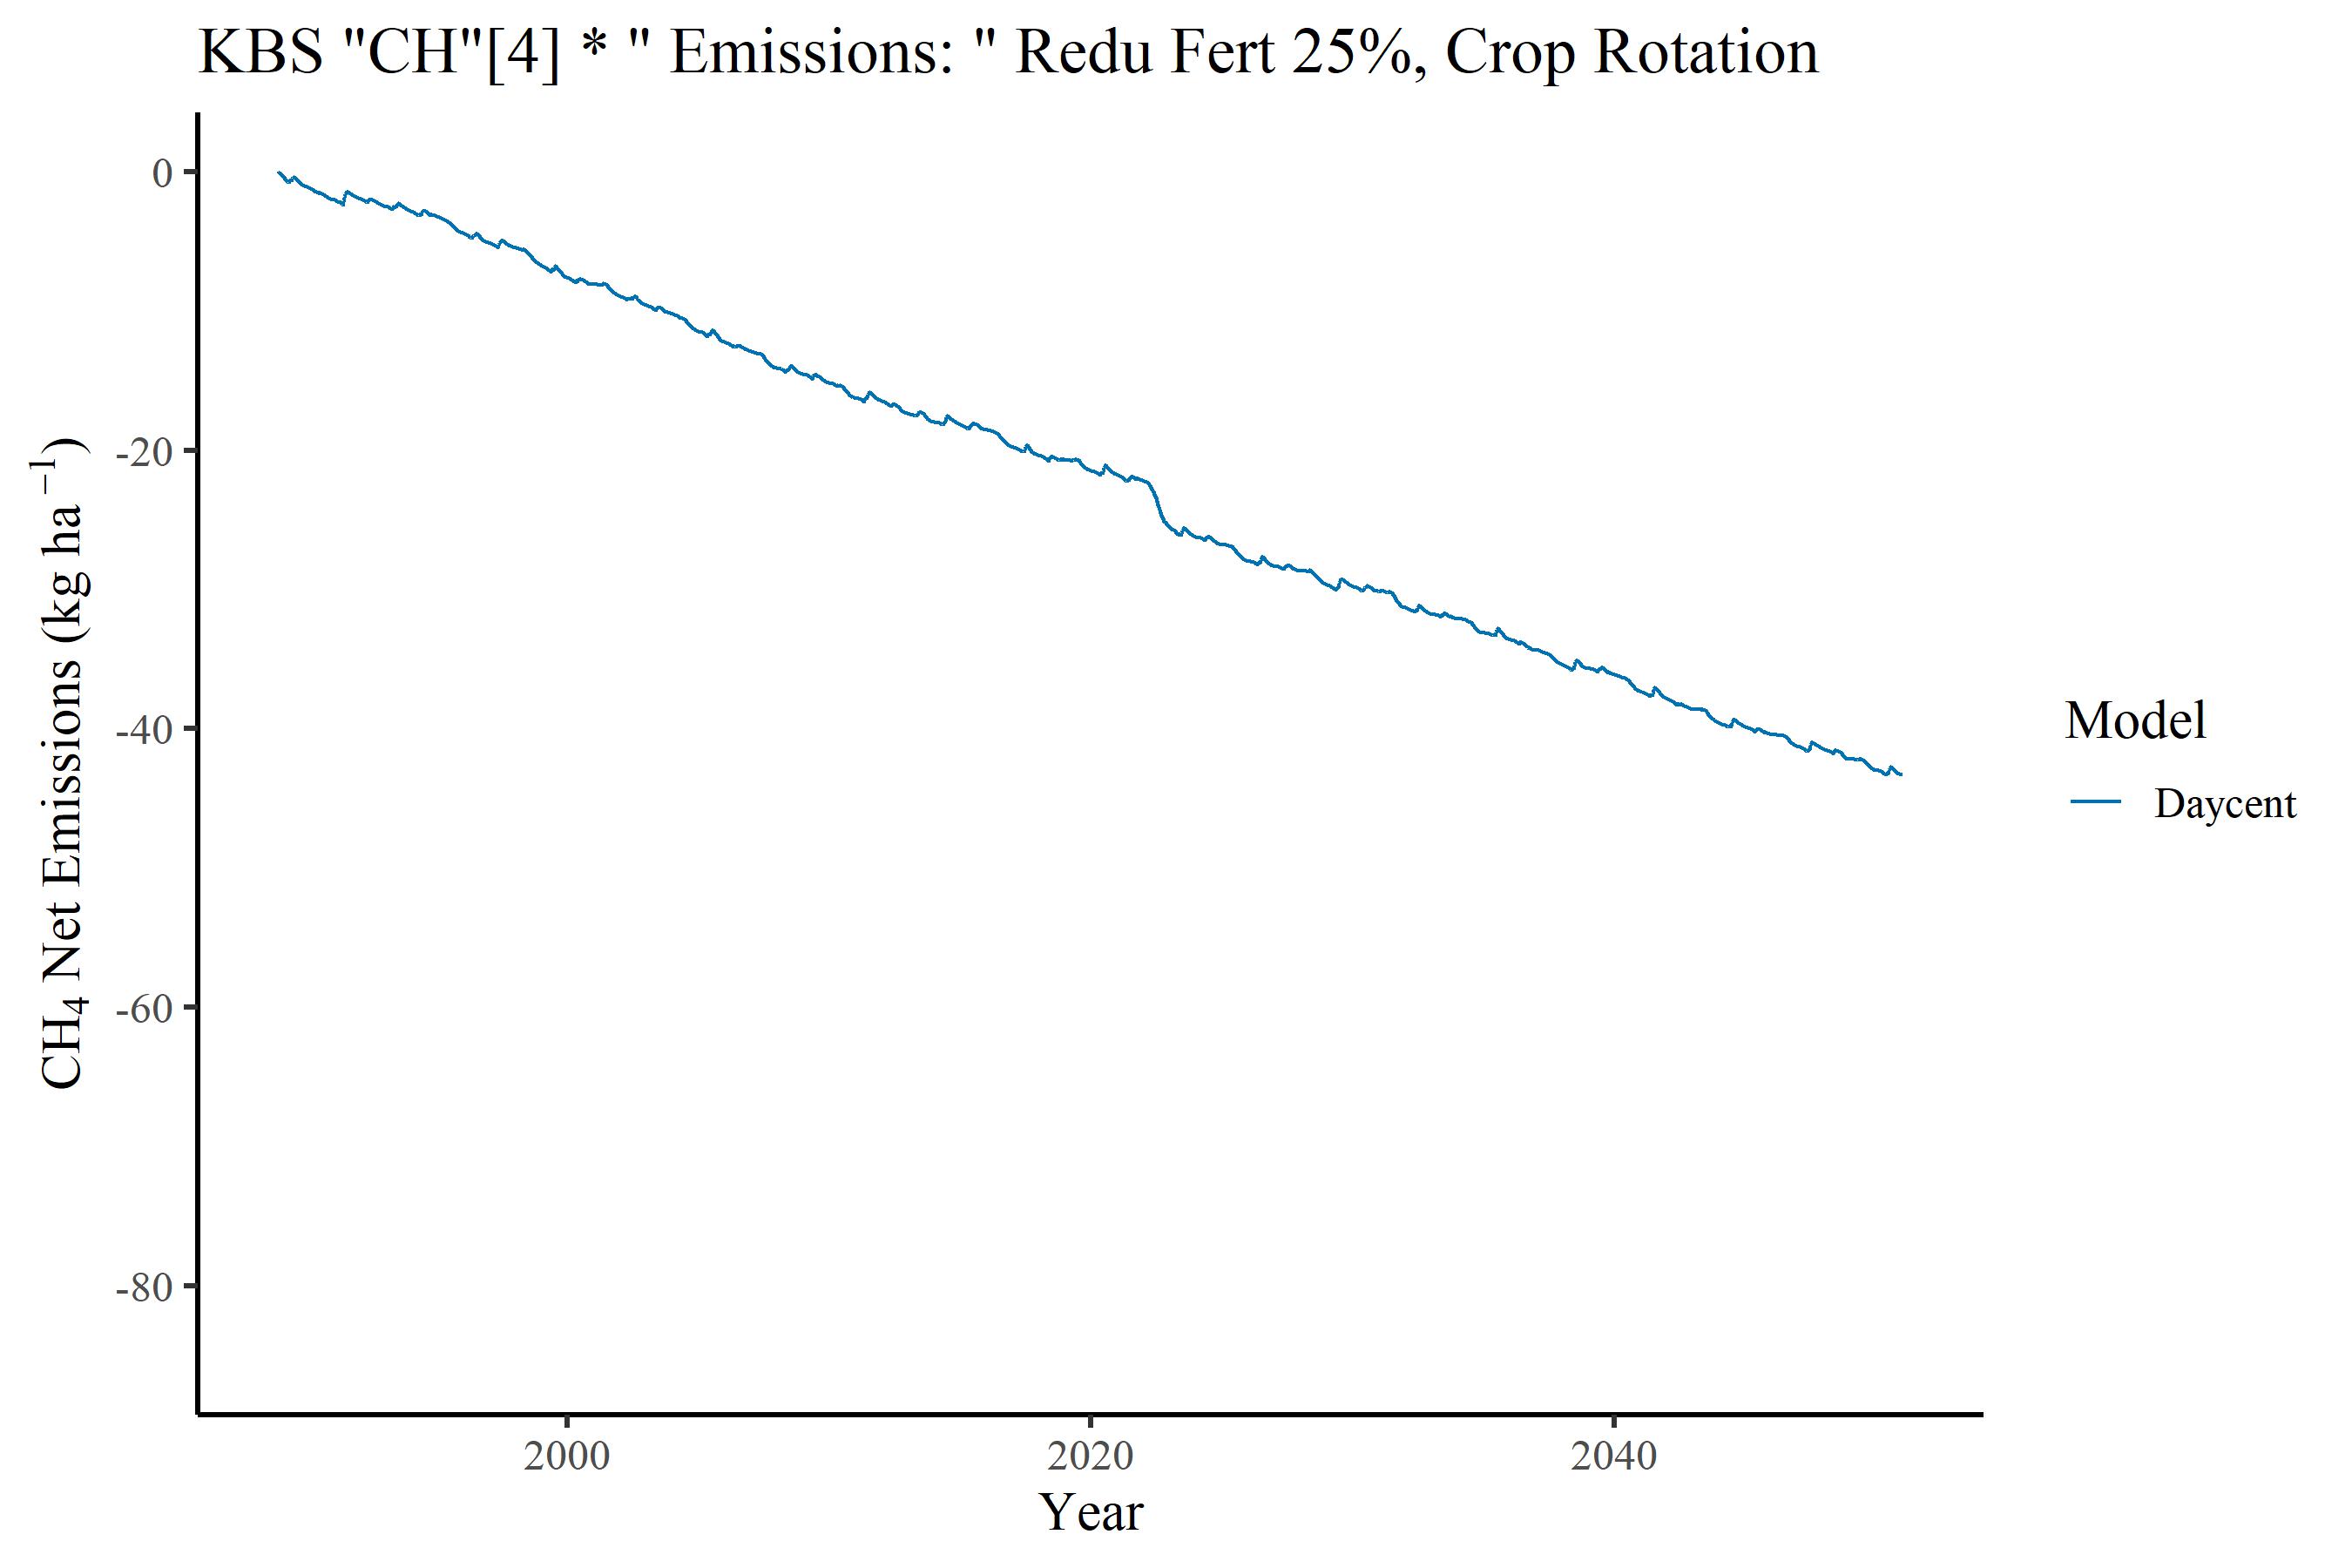 KBS "CH"[4] * " Emissions: " Redu Fert 25%, Crop Rotation
CH₄ Net Emissions (kg ha ⁻¹)
0
-20
-40
-60
-80
2000 2020 2040
Year
Model
Daycent